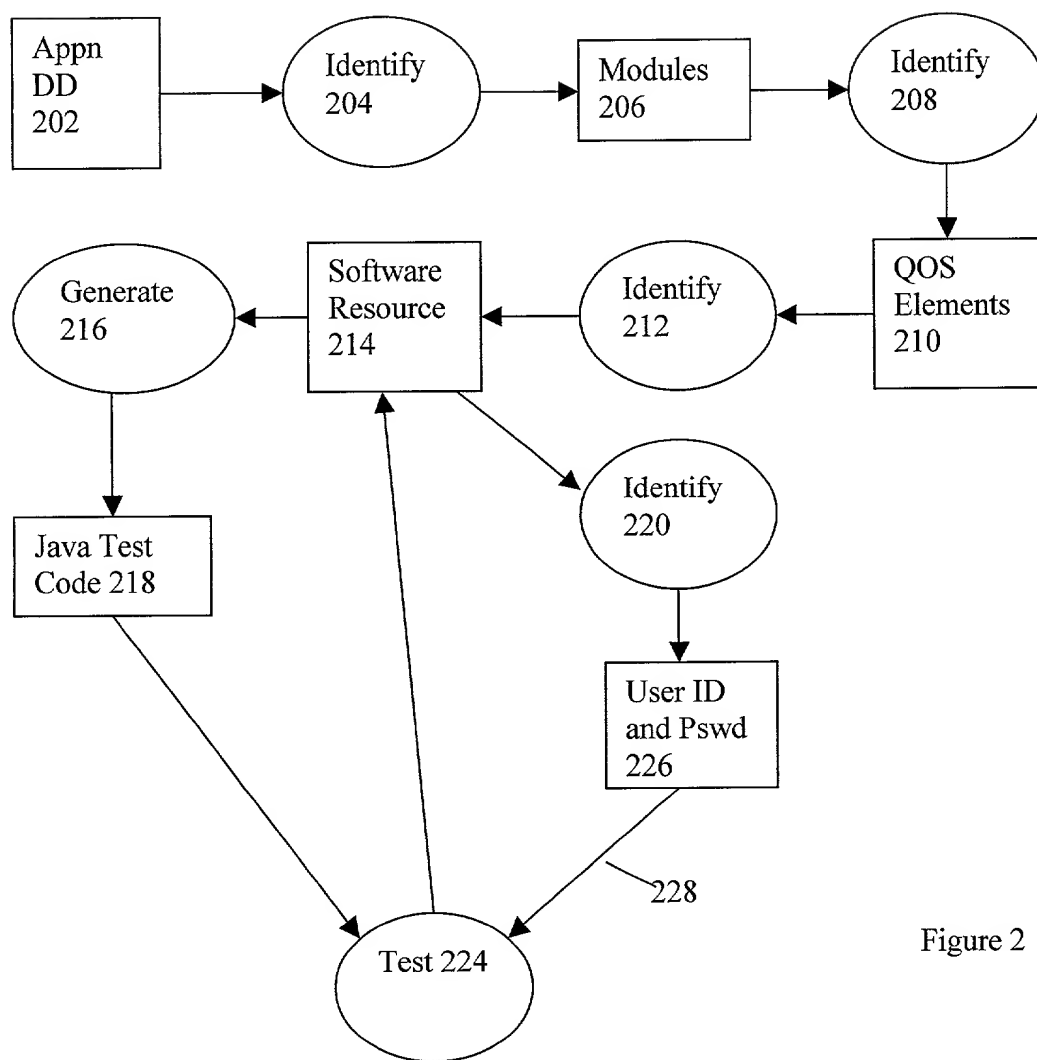 Appn
DD
202
Identify
204
Modules
206
Identify
208
Generate
216
Software
Resource
214
Identify
212
QOS
Elements
210
Java Test
Code 218
Identify
220
User ID
and Pswd
226
228
Test 224
Figure 2